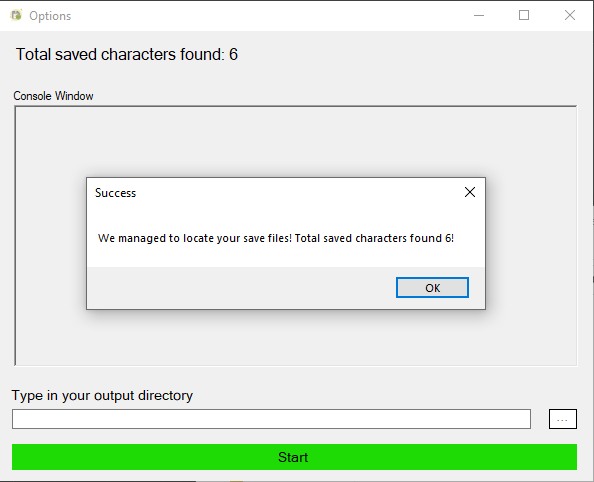 Options
Total saved characters found: 6
Console Window
Success
We managed to locate your save files! Total saved characters found 6!
OK
Type in your output directory
...
Start